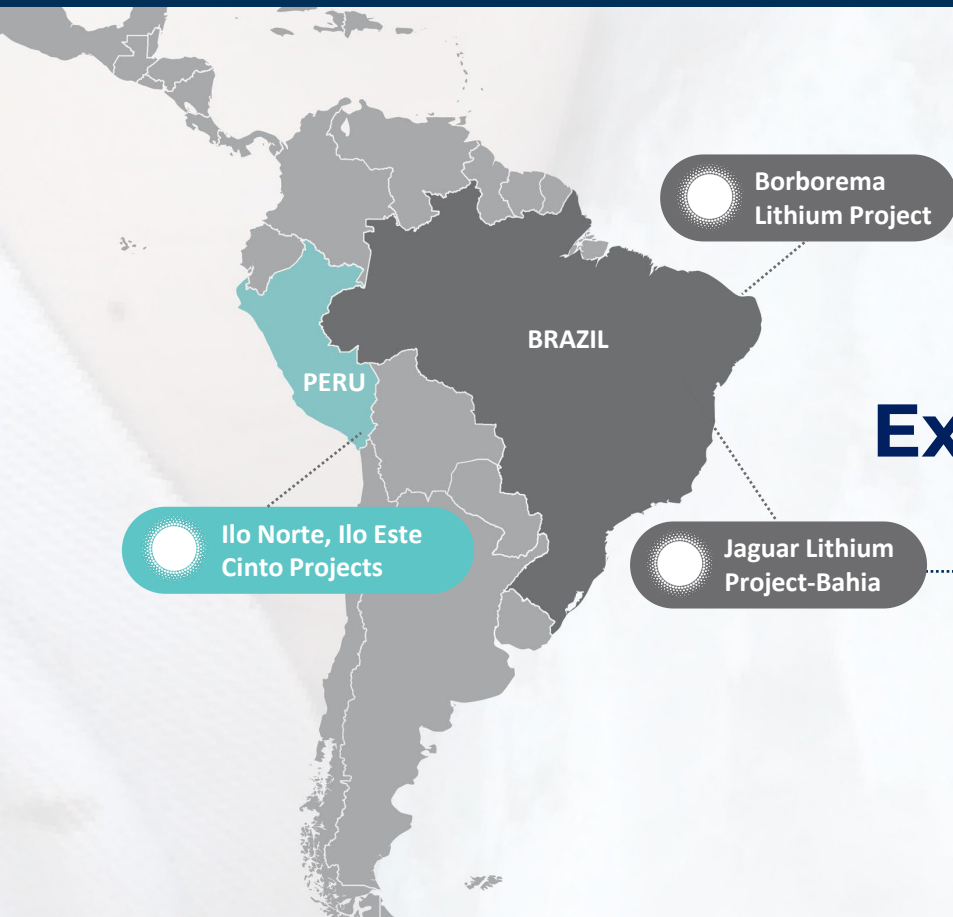 Borborema
Lithium Project
BRAZIL
PERU
Ex
Ilo Norte, Ilo Este
Cinto Projects
Jaguar Lithium
Project-Bahia